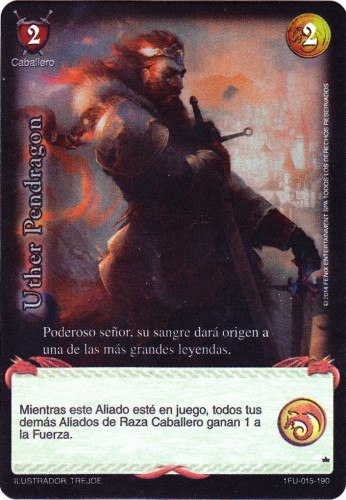 2
2
Caballero
Uther Pendragon
© 2014 FENIX ENTERTAINMENT SPA TODOS LOS DERECHOS RESERVADOS
Poderoso señor, su sangre dará origen a
una de las más grandes leyendas.
Mientras este Aliado esté en juego, todos tus
demás Aliados de Raza Caballero ganan 1 a
la Fuerza.
ILUSTRADOR: TREJOE
1FU-015-190